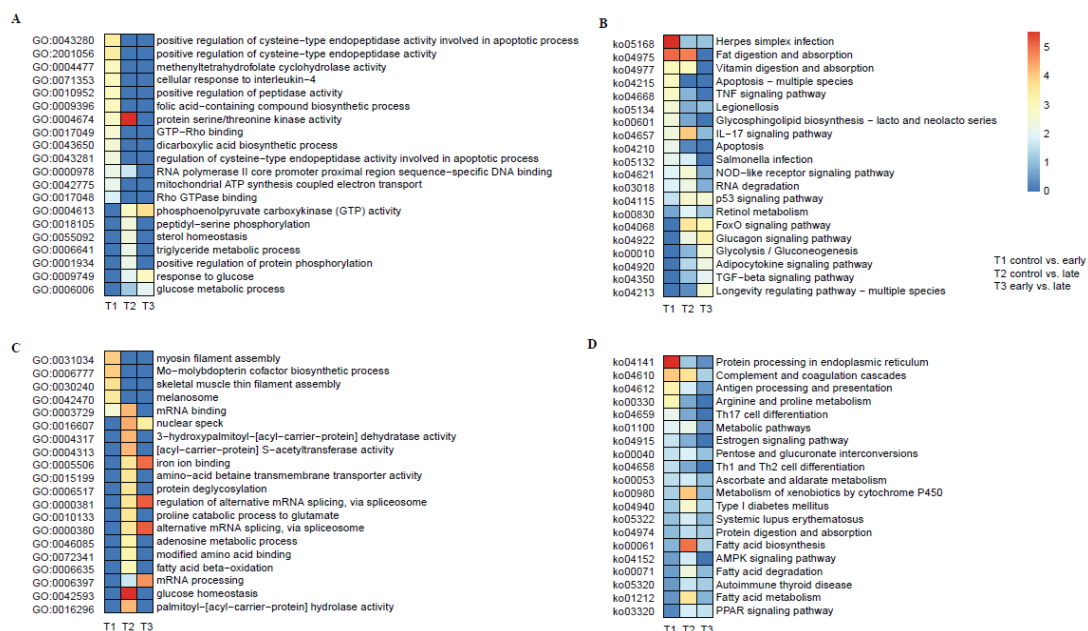 A
GO:0043280 positive regulation of cysteine-type endopeptidase activity involved in apoptotic process
GO:2001056 positive regulation of cysteine-type endopeptidase activity
GO:0004477 methenyltetrahydrofolate cyclohydrolase activity
GO:0071353 cellular response to interleukin-4
GO:0010952 positive regulation of peptidase activity
GO:0009396 folic acid-containing compound biosynthetic process
GO:0004674 protein serine/threonine kinase activity
GO:0017049 GTP-Rho binding
GO:0043650 dicarboxylic acid biosynthetic process
GO:0043281 regulation of cysteine-type endopeptidase activity involved in apoptotic process
GO:0000978 RNA polymerase II core promoter proximal region sequence-specific DNA binding
GO:0042775 mitochondrial ATP synthesis coupled electron transport
GO:0017048 Rho GTPase binding
GO:0004613 phosphoenolpyruvate carboxykinase (GTP) activity
GO:0018105 peptidyl-serine phosphorylation
GO:0055092 sterol homeostasis
GO:0006641 triglyceride metabolic process
GO:0001934 positive regulation of protein phosphorylation
GO:0009749 response to glucose
GO:0006006 glucose metabolic process
T1 T2 T3
B
ko05168 Herpes simplex infection
ko04975 Fat digestion and absorption
ko04977 Vitamin digestion and absorption
ko04215 Apoptosis - multiple species
ko04668 TNF signaling pathway
ko05134 Legionellosis
ko00601 Glycosphingolipid biosynthesis - lacto and neolacto series
ko04657 IL-17 signaling pathway
ko04210 Apoptosis
ko05132 Salmonella infection
ko04621 NOD-like receptor signaling pathway
ko03018 RNA degradation
ko04115 p53 signaling pathway
ko00830 Retinol metabolism
ko04068 FoxO signaling pathway
ko04922 Glucagon signaling pathway
ko00010 Glycolysis / Gluconeogenesis
ko04920 Adipocytokine signaling pathway
ko04350 TGF-beta signaling pathway
ko04213 Longevity regulating pathway - multiple species
T1 T2 T3
5
4
3
2
1
0
T1 control vs. early
T2 control vs. late
T3 early vs. late
C
GO:0031034 myosin filament assembly
GO:0006777 Mo-molybdopterin cofactor biosynthetic process
GO:0030240 skeletal muscle thin filament assembly
GO:0042470 melanosome
GO:0003729 mRNA binding
GO:0016607 nuclear speck
GO:0004317 3-hydroxypalmitoyl-[acyl-carrier-protein] dehydratase activity
GO:0004313 [acyl-carrier-protein] S-acetyltransferase activity
GO:0005506 iron ion binding
GO:0015199 amino-acid betaine transmembrane transporter activity
GO:0006517 protein deglycosylation
GO:0000381 regulation of alternative mRNA splicing, via spliceosome
GO:0010133 proline catabolic process to glutamate
GO:0000380 alternative mRNA splicing, via spliceosome
GO:0046085 adenosine metabolic process
GO:0072341 modified amino acid binding
GO:0006635 fatty acid beta-oxidation
GO:0006397 mRNA processing
GO:0042593 glucose homeostasis
GO:0016296 palmitoyl-[acyl-carrier-protein] hydrolase activity
T1 T2 T3
D
ko04141 Protein processing in endoplasmic reticulum
ko04610 Complement and coagulation cascades
ko04612 Antigen processing and presentation
ko00330 Arginine and proline metabolism
ko04659 Th17 cell differentiation
ko01100 Metabolic pathways
ko04915 Estrogen signaling pathway
ko00040 Pentose and glucuronate interconversions
ko04658 Th1 and Th2 cell differentiation
ko00053 Ascorbate and aldarate metabolism
ko00980 Metabolism of xenobiotics by cytochrome P450
ko04940 Type I diabetes mellitus
ko05322 Systemic lupus erythematosus
ko04974 Protein digestion and absorption
ko00061 Fatty acid biosynthesis
ko04152 AMPK signaling pathway
ko00071 Fatty acid degradation
ko05320 Autoimmune thyroid disease
ko01212 Fatty acid metabolism
ko03320 PPAR signaling pathway
T1 T2 T3